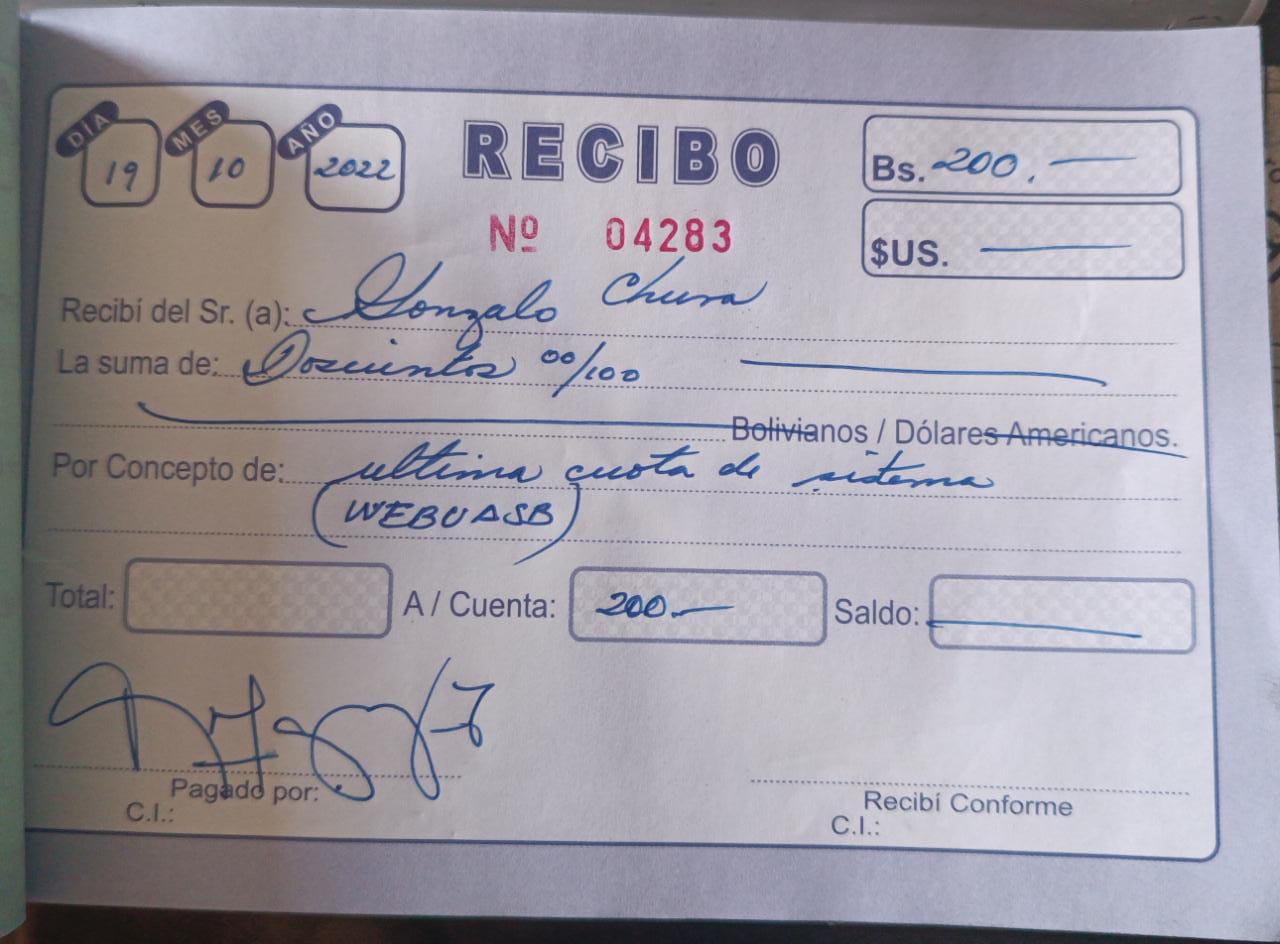 DÍA 19 MES 10 AÑO 2022
RECIBO
Nº 04283
Bs. 200.
$US.
Recibí del Sr. (a): Gonzalo Chura
La suma de: Doscientos 00/100
Bolivianos / Dólares Americanos.
Por Concepto de: ultima cuota de sistema
(WEBUASB)
Total: A / Cuenta: 200.- Saldo:
Pagado por:
C.I.:
Recibí Conforme
C.I.: